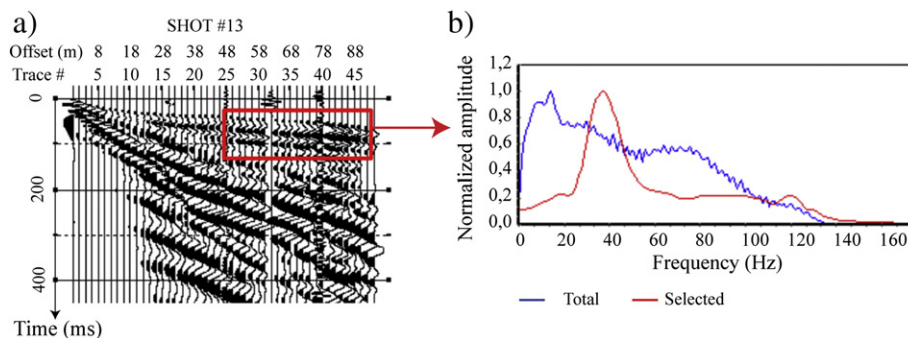 a)
SHOT #13
Offset (m) 8 18 28 38 48 58 68 78 88
Trace # 5 10 15 20 25 30 35 40 45
0
200
400
Time (ms)
b)
Normalized amplitude
1,2
1,0
0,8
0,6
0,4
0,2
0,0
0 20 40 60 80 100 120 140 160
Frequency (Hz)
Total Selected